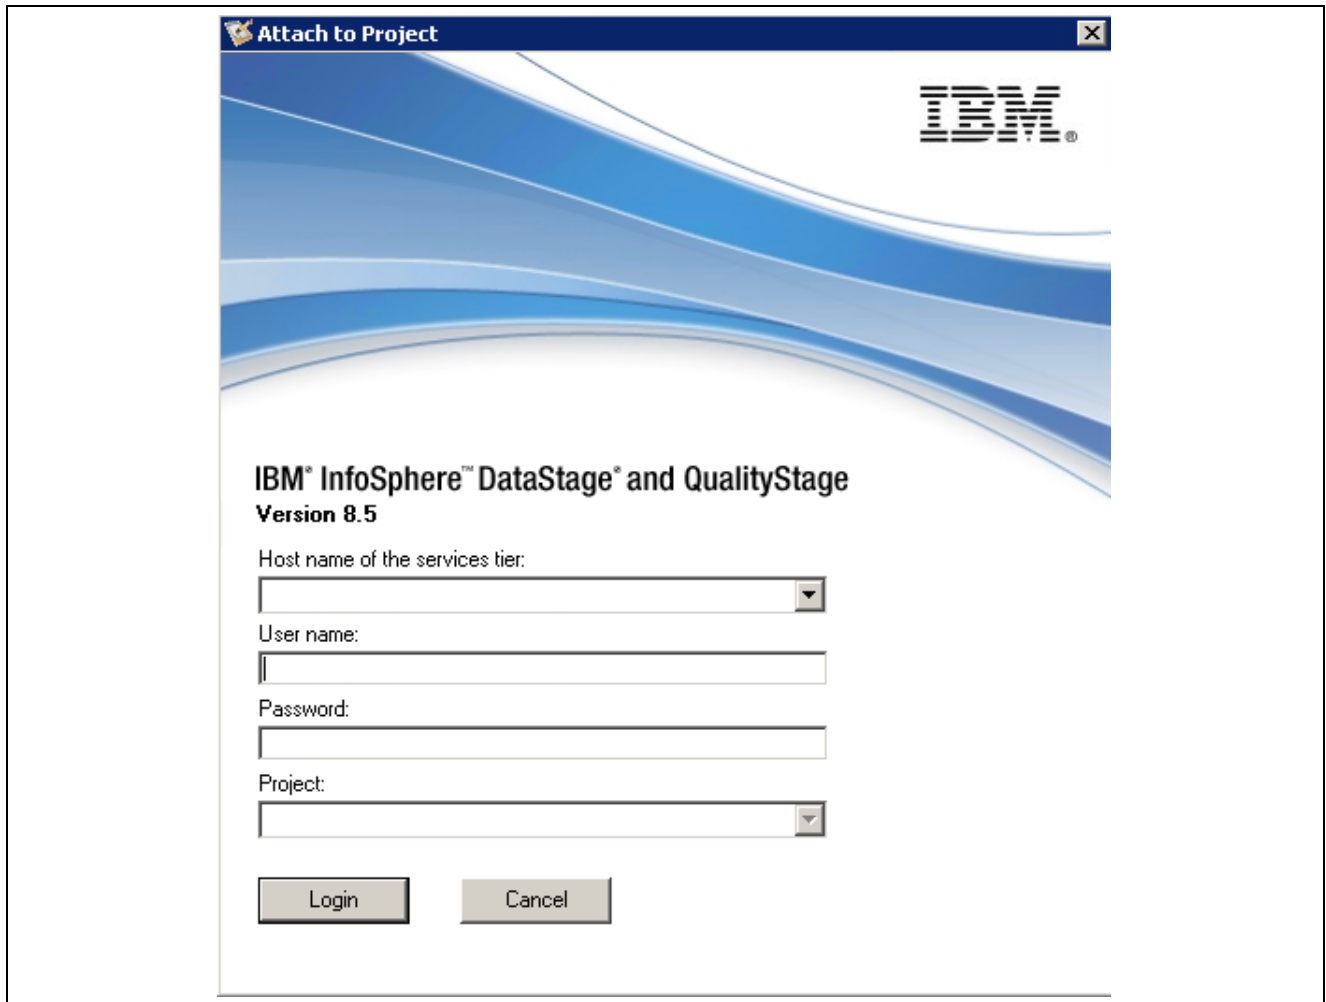 Attach to Project
IBM®
IBM® InfoSphere™ DataStage® and QualityStage
Version 8.5
Host name of the services tier:
User name:
Password:
Project:
Login Cancel